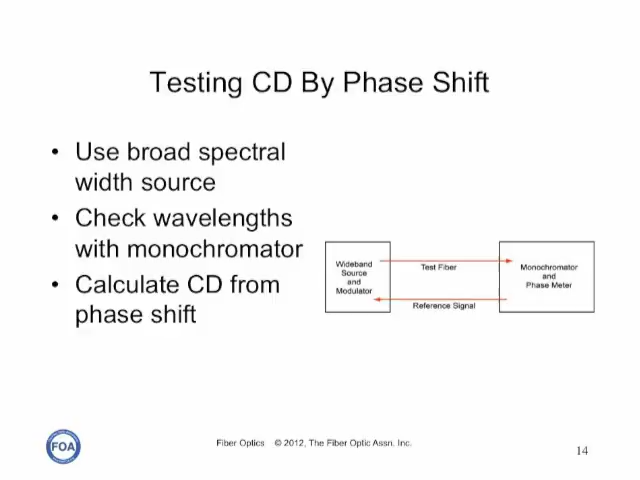 Testing CD By Phase Shift
• Use broad spectral
width source
• Check wavelengths
with monochromator
• Calculate CD from
phase shift
Wideband
Source
and
Modulator
Test Fiber
Reference Signal
Monochromator
and
Phase Meter
FOA
Fiber Optics © 2012, The Fiber Optic Assn. Inc.
14